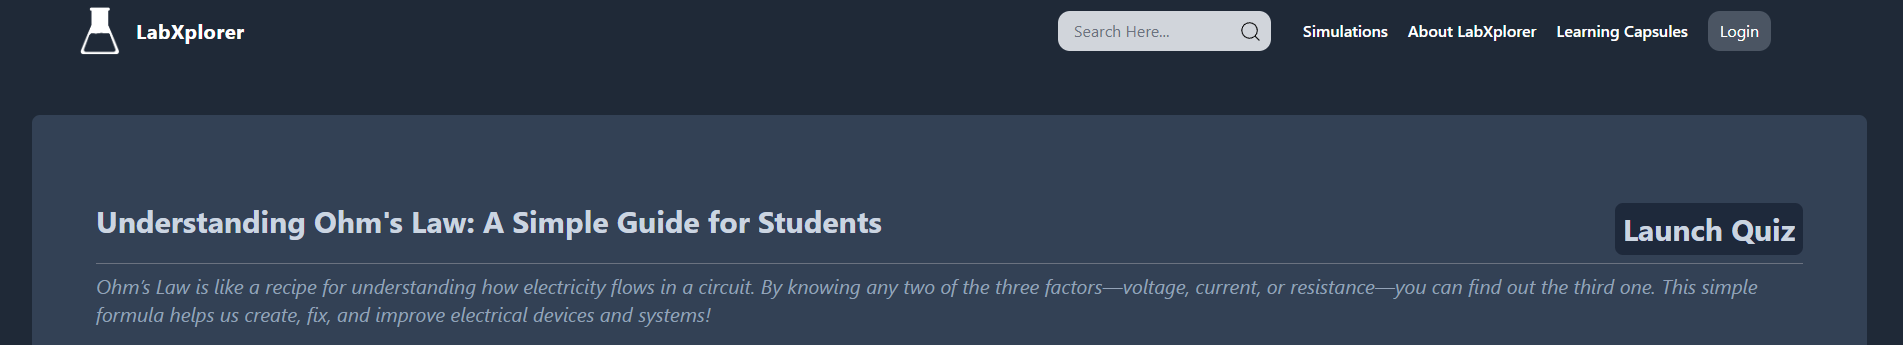 LabXplorer
Search Here...
Simulations
About LabXplorer
Learning Capsules
Login
Understanding Ohm's Law: A Simple Guide for Students
Launch Quiz
Ohm's Law is like a recipe for understanding how electricity flows in a circuit. By knowing any two of the three factors—voltage, current, or resistance—you can find out the third one. This simple
formula helps us create, fix, and improve electrical devices and systems!